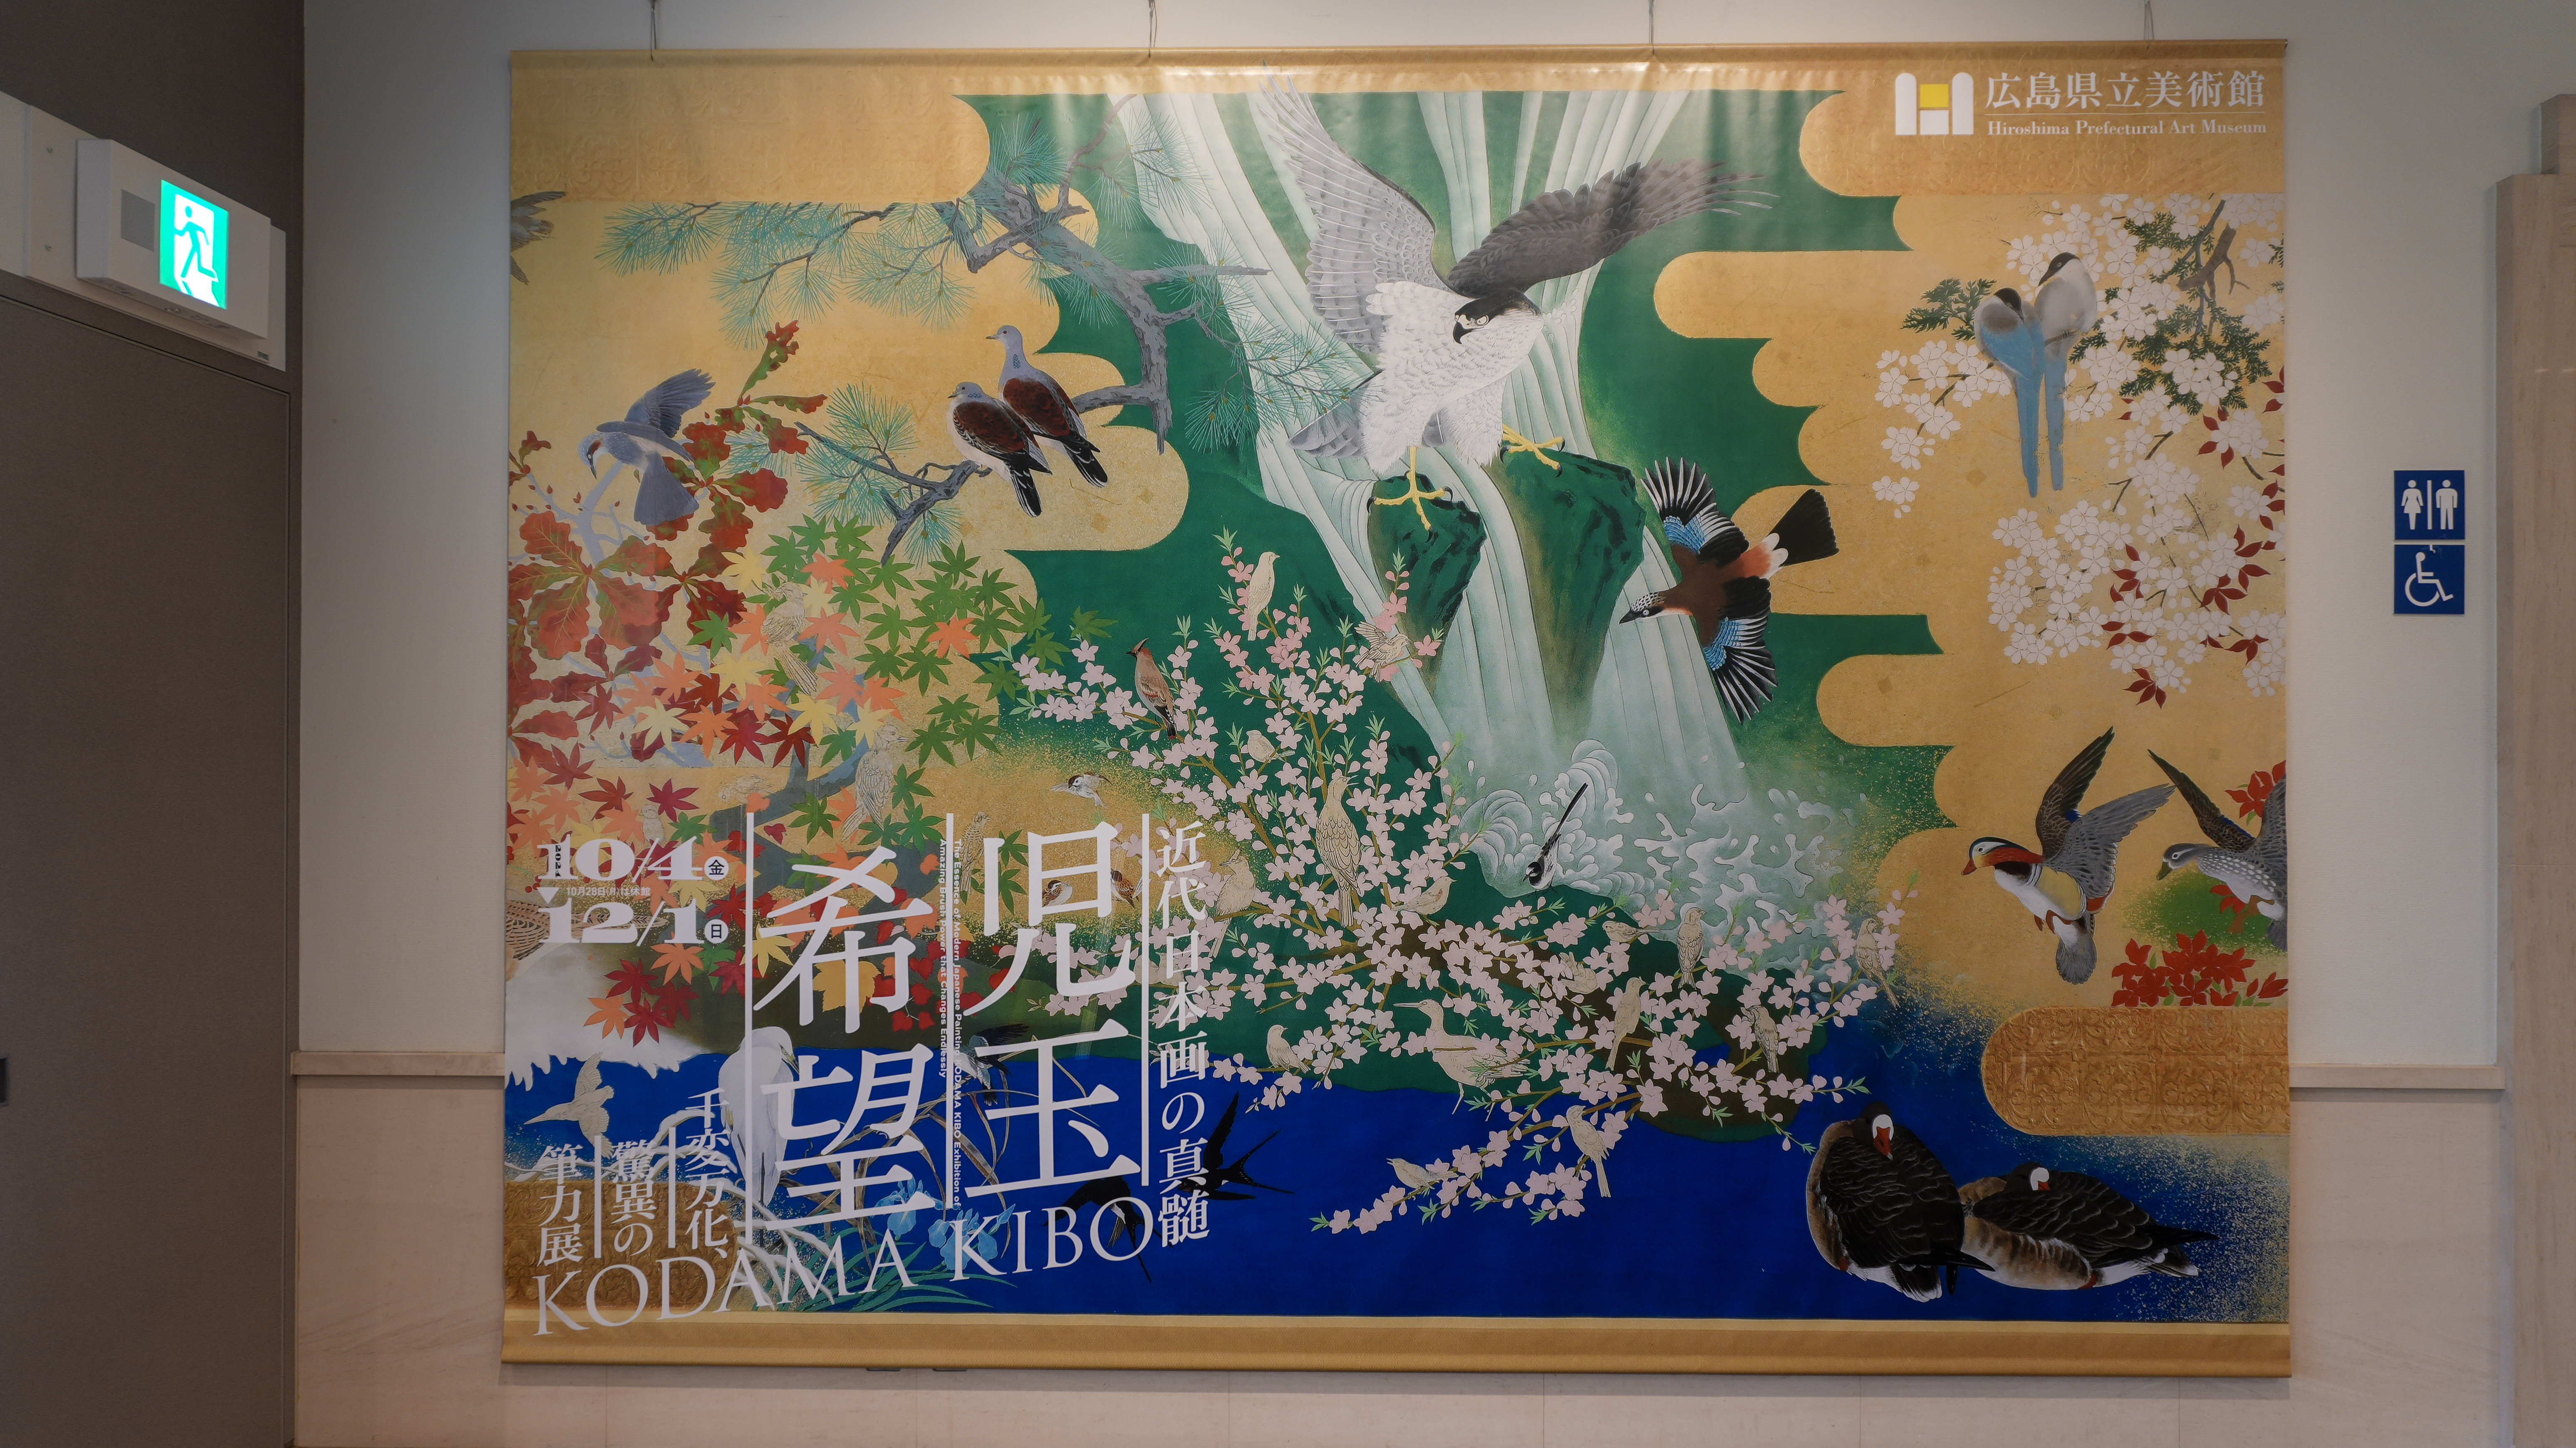 広島県立美術館
Hiroshima Prefectural Art Museum
近代日本画の真髄
児玉
希望
The Essence of Modern Japanese Painting KODAMA KIBO Exhibition of
Amazing Brush Power that Changes Endlessly
千変万化、
驚異の
筆力展
2024
10/4金
10月28日(月)は休館
12/1日
KODAMA KIBO